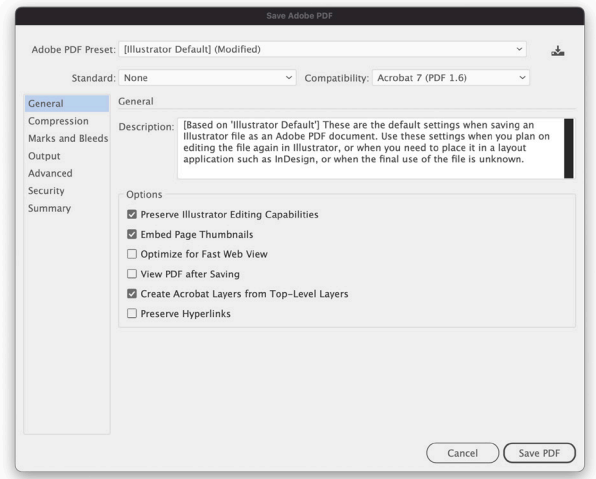 Save Adobe PDF
Adobe PDF Preset: [Illustrator Default] (Modified)
Standard: None Compatibility: Acrobat 7 (PDF 1.6)
General
Compression
Marks and Bleeds
Output
Advanced
Security
Summary
General
Description: [Based on 'Illustrator Default'] These are the default settings when saving an
Illustrator file as an Adobe PDF document. Use these settings when you plan on
editing the file again in Illustrator, or when you need to place it in a layout
application such as InDesign, or when the final use of the file is unknown.
Options
Preserve Illustrator Editing Capabilities
Embed Page Thumbnails
Optimize for Fast Web View
View PDF after Saving
Create Acrobat Layers from Top-Level Layers
Preserve Hyperlinks
Cancel Save PDF